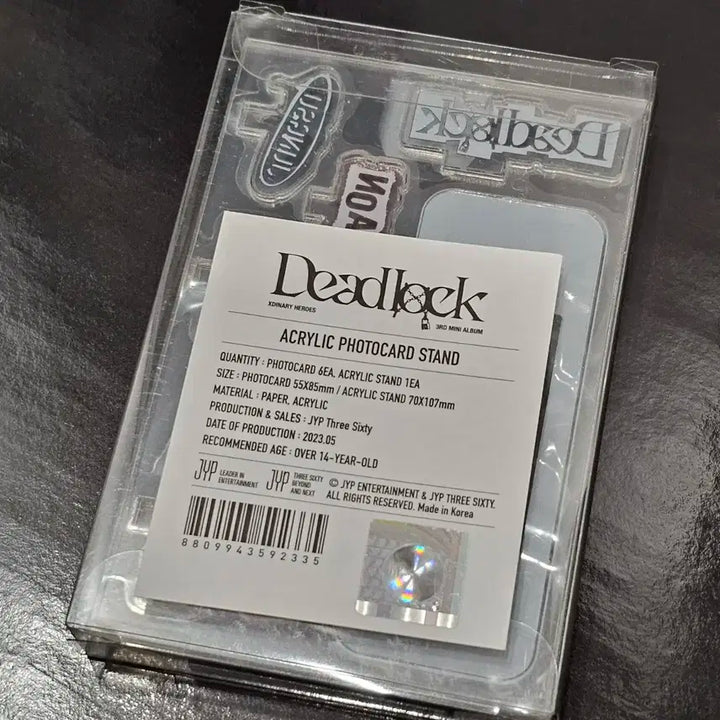 JUNGSU
Deadlock
NOA
Deadlock
XDINARY HEROES
3RD MINI ALBUM
ACRYLIC PHOTOCARD STAND
QUANTITY : PHOTOCARD 6EA, ACRYLIC STAND 1EA
SIZE : PHOTOCARD 55X85mm / ACRYLIC STAND 70X107mm
MATERIAL : PAPER, ACRYLIC
PRODUCTION & SALES : JYP Three Sixty
DATE OF PRODUCTION : 2023.05
RECOMMENDED AGE : OVER 14-YEAR-OLD
JYP LEADER IN ENTERTAINMENT
JYP THREE SIXTY BEYOND AND NEXT
© JYP ENTERTAINMENT & JYP THREE SIXTY.
ALL RIGHTS RESERVED. Made in Korea
8809943592335